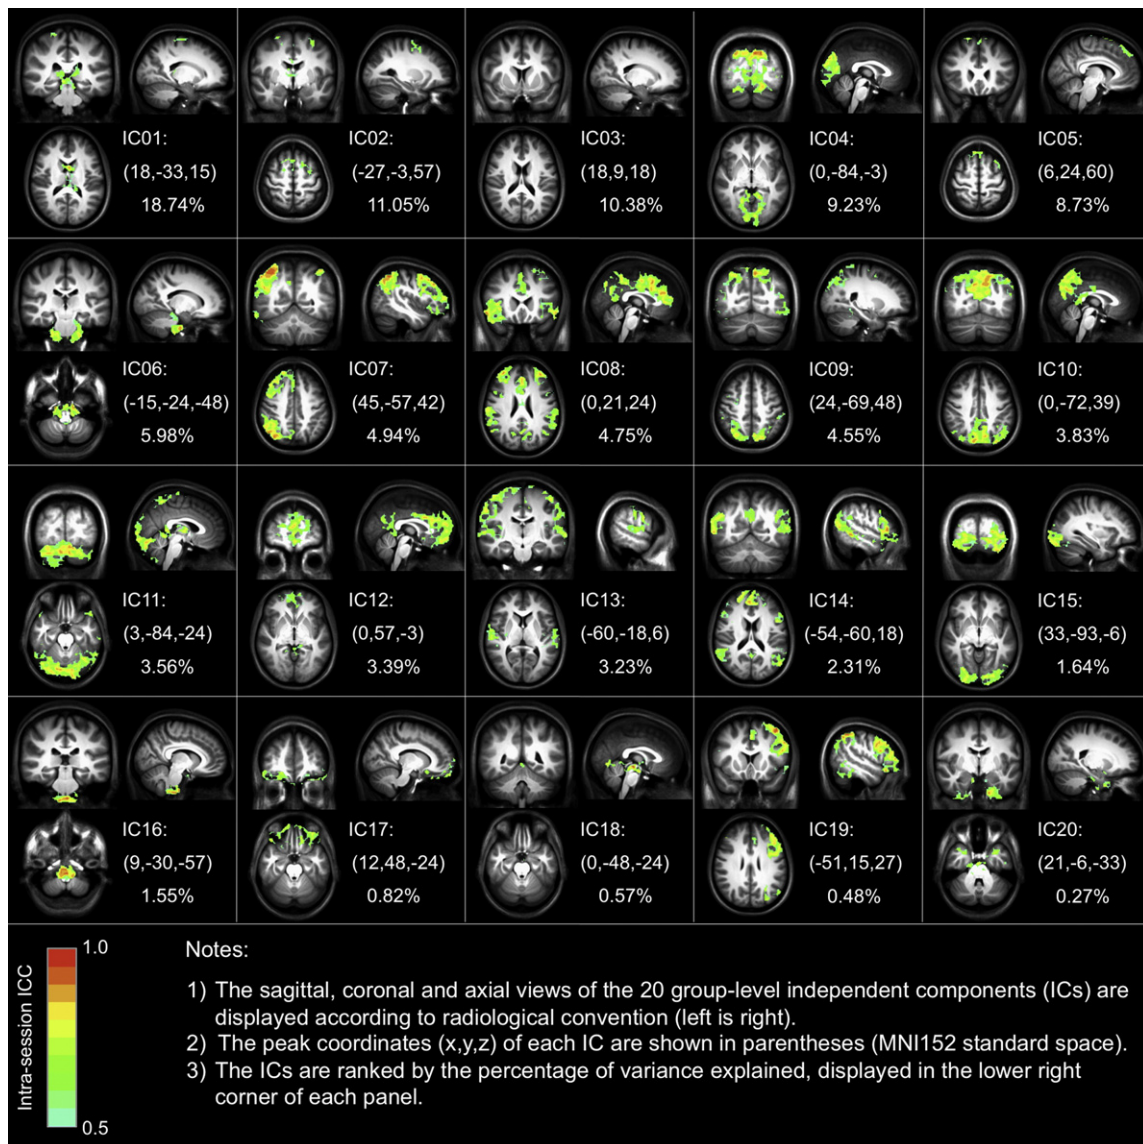 IC01:
(18,-33,15)
18.74%
IC02:
(-27,-3,57)
11.05%
IC03:
(18,9,18)
10.38%
IC04:
(0,-84,-3)
9.23%
IC05:
(6,24,60)
8.73%
IC06:
(-15,-24,-48)
5.98%
IC07:
(45,-57,42)
4.94%
IC08:
(0,21,24)
4.75%
IC09:
(24,-69,48)
4.55%
IC10:
(0,-72,39)
3.83%
IC11:
(3,-84,-24)
3.56%
IC12:
(0,57,-3)
3.39%
IC13:
(-60,-18,6)
3.23%
IC14:
(-54,-60,18)
2.31%
IC15:
(33,-93,-6)
1.64%
IC16:
(9,-30,-57)
1.55%
IC17:
(12,48,-24)
0.82%
IC18:
(0,-48,-24)
0.57%
IC19:
(-51,15,27)
0.48%
IC20:
(21,-6,-33)
0.27%
Intra-session ICC
1.0
0.5
Notes:
1) The sagittal, coronal and axial views of the 20 group-level independent components (ICs) are
displayed according to radiological convention (left is right).
2) The peak coordinates (x,y,z) of each IC are shown in parentheses (MNI152 standard space).
3) The ICs are ranked by the percentage of variance explained, displayed in the lower right
corner of each panel.